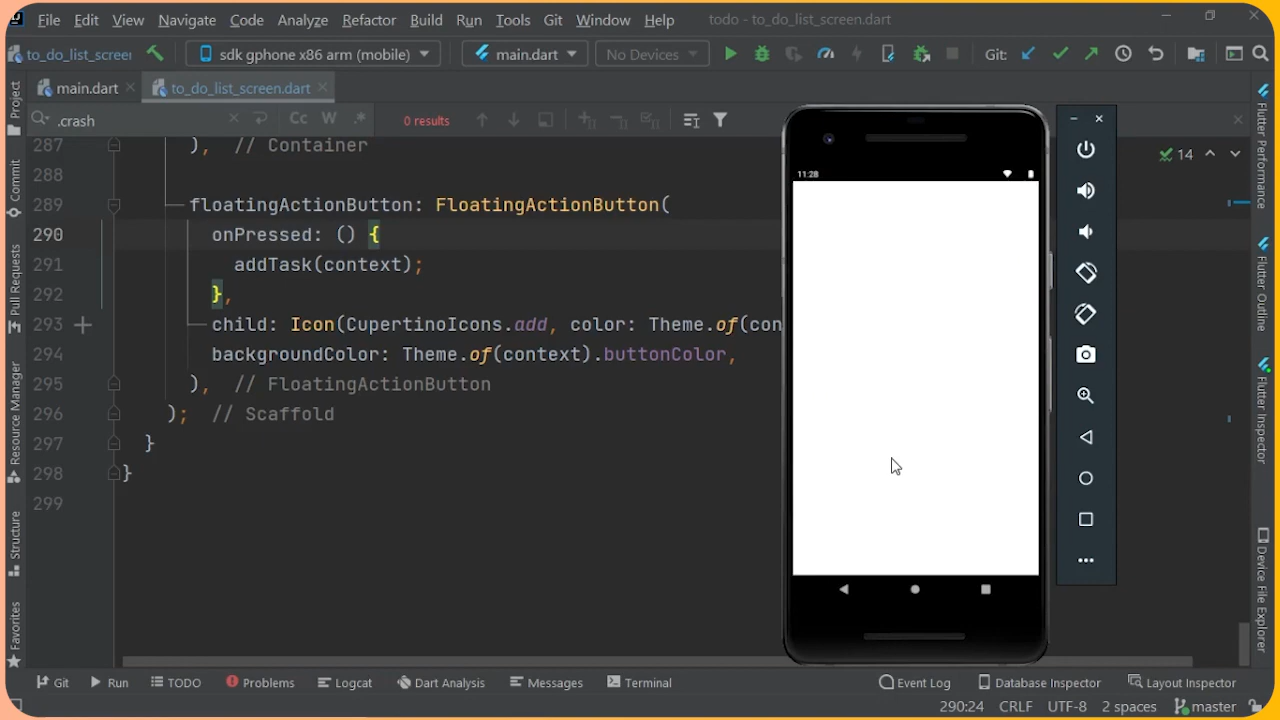 File Edit View Navigate Code Analyze Refactor Build Run Tools Git Window Help todo - to_do_list_screen.dart
to_do_list_screen sdk gphone x86 arm (mobile) main.dart No Devices Git:
main.dart to_do_list_screen.dart
.crash Cc W .* 0 results
287 ), // Container
14
288
289 floatingActionButton: FloatingActionButton(
290 onPressed: () {
291 addTask(context);
292 },
293 child: Icon(CupertinoIcons.add, color: Theme.of(con
294 backgroundColor: Theme.of(context).buttonColor,
295 ), // FloatingActionButton
296 ); // Scaffold
297 }
298 }
299
11:28
Project
Commit
Pull Requests
Resource Manager
Structure
Favorites
Flutter Performance
Flutter Outline
Flutter Inspector
Device File Explorer
Git Run TODO Problems Logcat Dart Analysis Messages Terminal Event Log Database Inspector Layout Inspector
290:24 CRLF UTF-8 2 spaces master